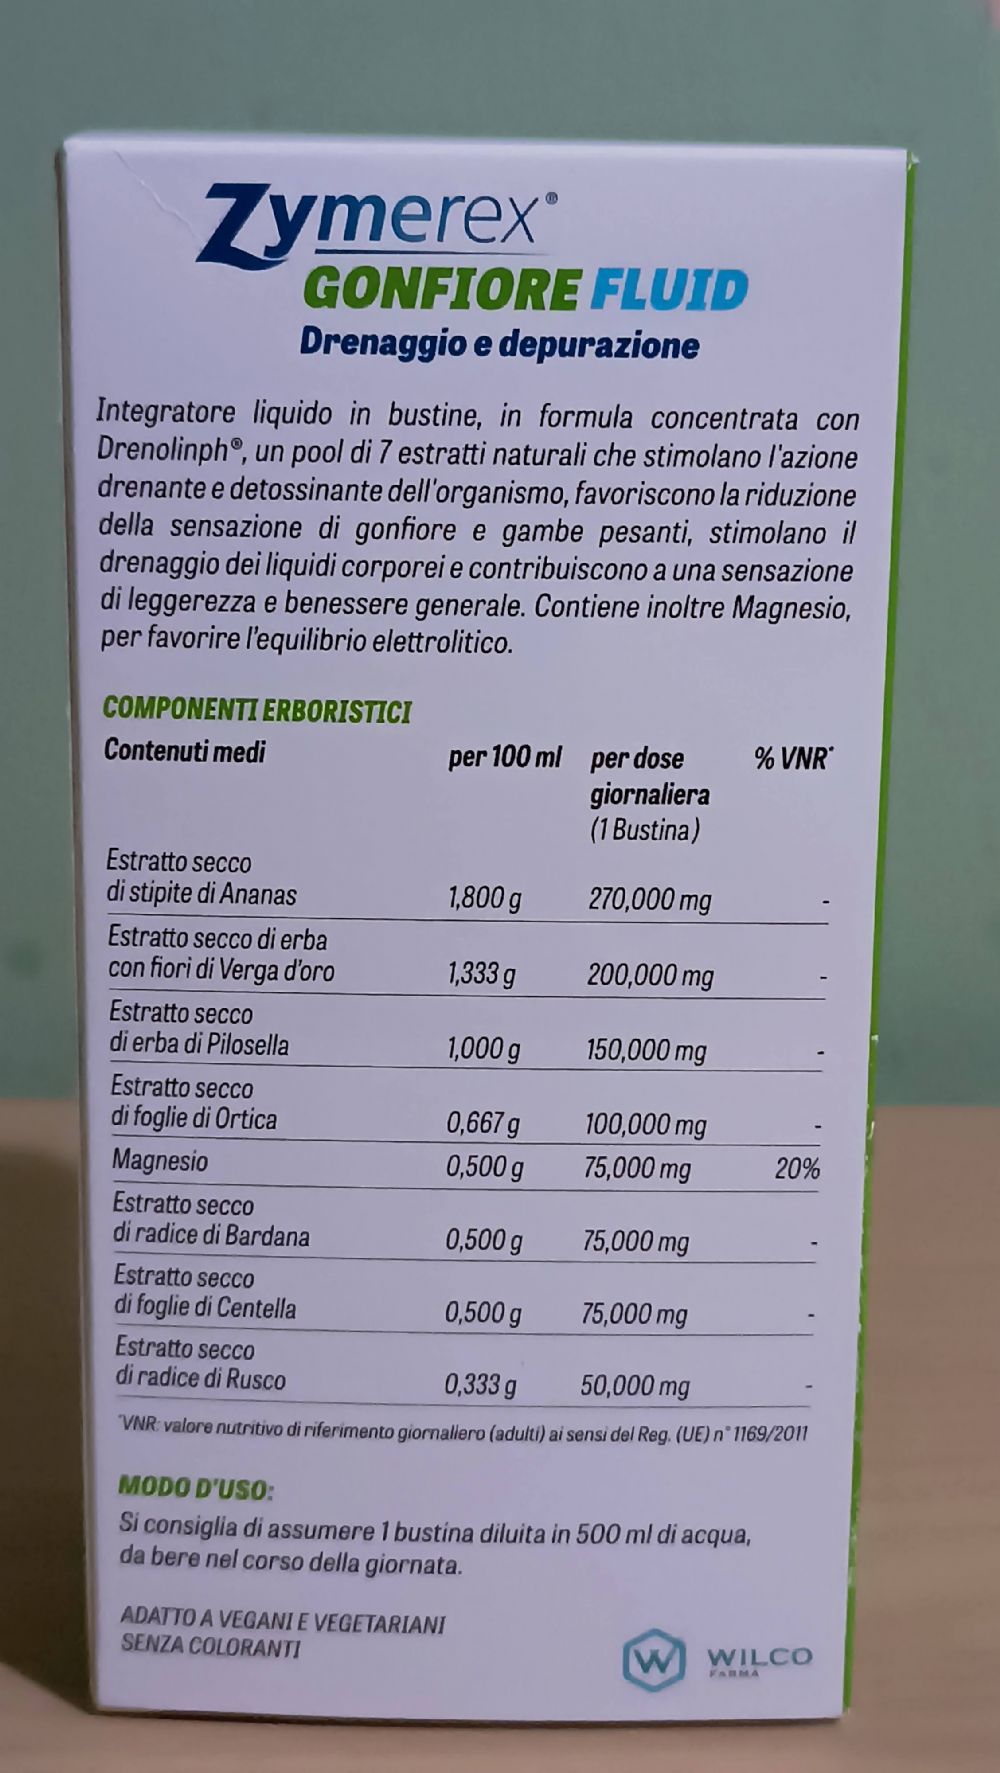 Zymerex®
GONFIORE FLUID
Drenaggio e depurazione
Integratore liquido in bustine, in formula concentrata con
Drenolinph®, un pool di 7 estratti naturali che stimolano l'azione
drenante e detossinante dell'organismo, favoriscono la riduzione
della sensazione di gonfiore e gambe pesanti, stimolano il
drenaggio dei liquidi corporei e contribuiscono a una sensazione
di leggerezza e benessere generale. Contiene inoltre Magnesio,
per favorire l'equilibrio elettrolitico.
COMPONENTI ERBORISTICI
Contenuti medi per 100 ml per dose % VNR*
giornaliera
(1 Bustina)
Estratto secco
di stipite di Ananas 1,800 g 270,000 mg -
Estratto secco di erba
con fiori di Verga d'oro 1,333 g 200,000 mg -
Estratto secco
di erba di Pilosella 1,000 g 150,000 mg -
Estratto secco
di foglie di Ortica 0,667 g 100,000 mg -
Magnesio 0,500 g 75,000 mg 20%
Estratto secco
di radice di Bardana 0,500 g 75,000 mg -
Estratto secco
di foglie di Centella 0,500 g 75,000 mg -
Estratto secco
di radice di Rusco 0,333 g 50,000 mg -
*VNR: valore nutritivo di riferimento giornaliero (adulti) ai sensi del Reg. (UE) n° 1169/2011
MODO D'USO:
Si consiglia di assumere 1 bustina diluita in 500 ml di acqua,
da bere nel corso della giornata.
ADATTO A VEGANI E VEGETARIANI
SENZA COLORANTI
W WILCO
FARMA